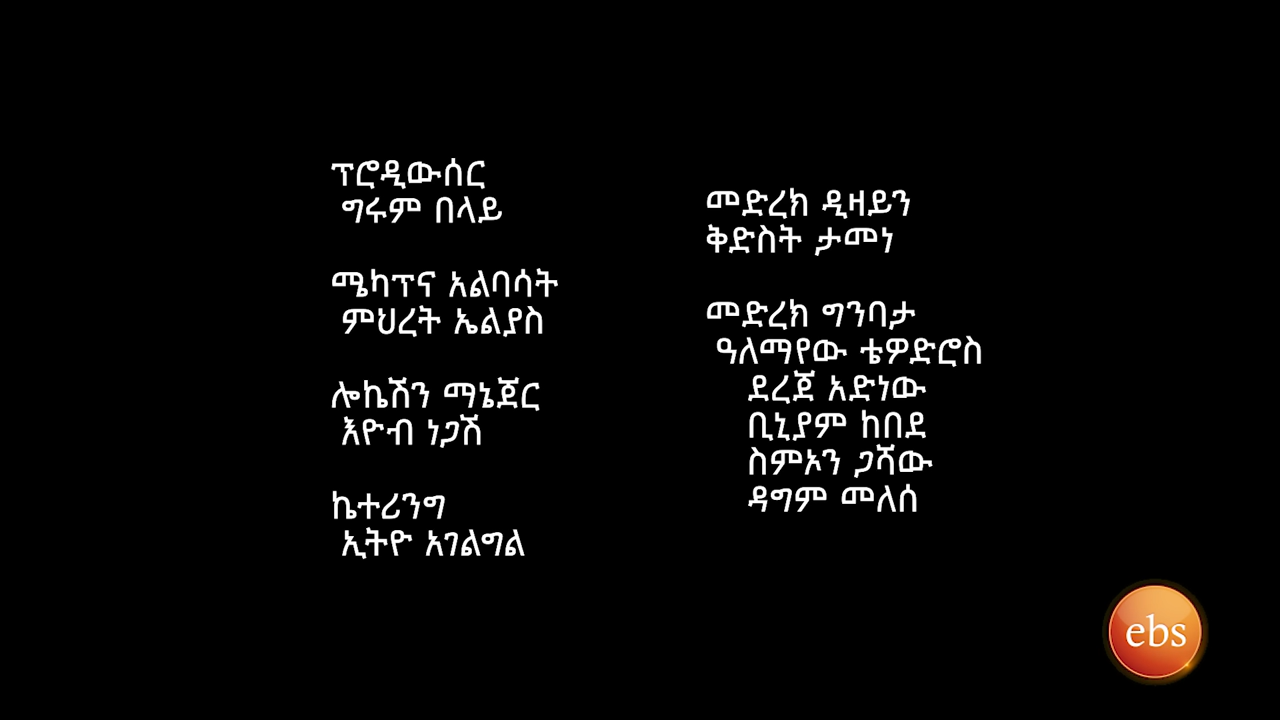 ፕሮዲውሰር
ግሩም በላይ
ሜካፕና አልባሳት
ምህረት ኤልያስ
ሎኬሽን ማኔጀር
እዮብ ነጋሽ
ኬተሪንግ
ኢትዮ አገልግል
መድረክ ዲዛይን
ቅድስት ታመነ
መድረክ ግንባታ
ዓለማየው ቴዎድሮስ
ደረጀ አድነው
ቢኒያም ከበደ
ስምኦን ጋሻው
ዳግም መለሰ
ebs